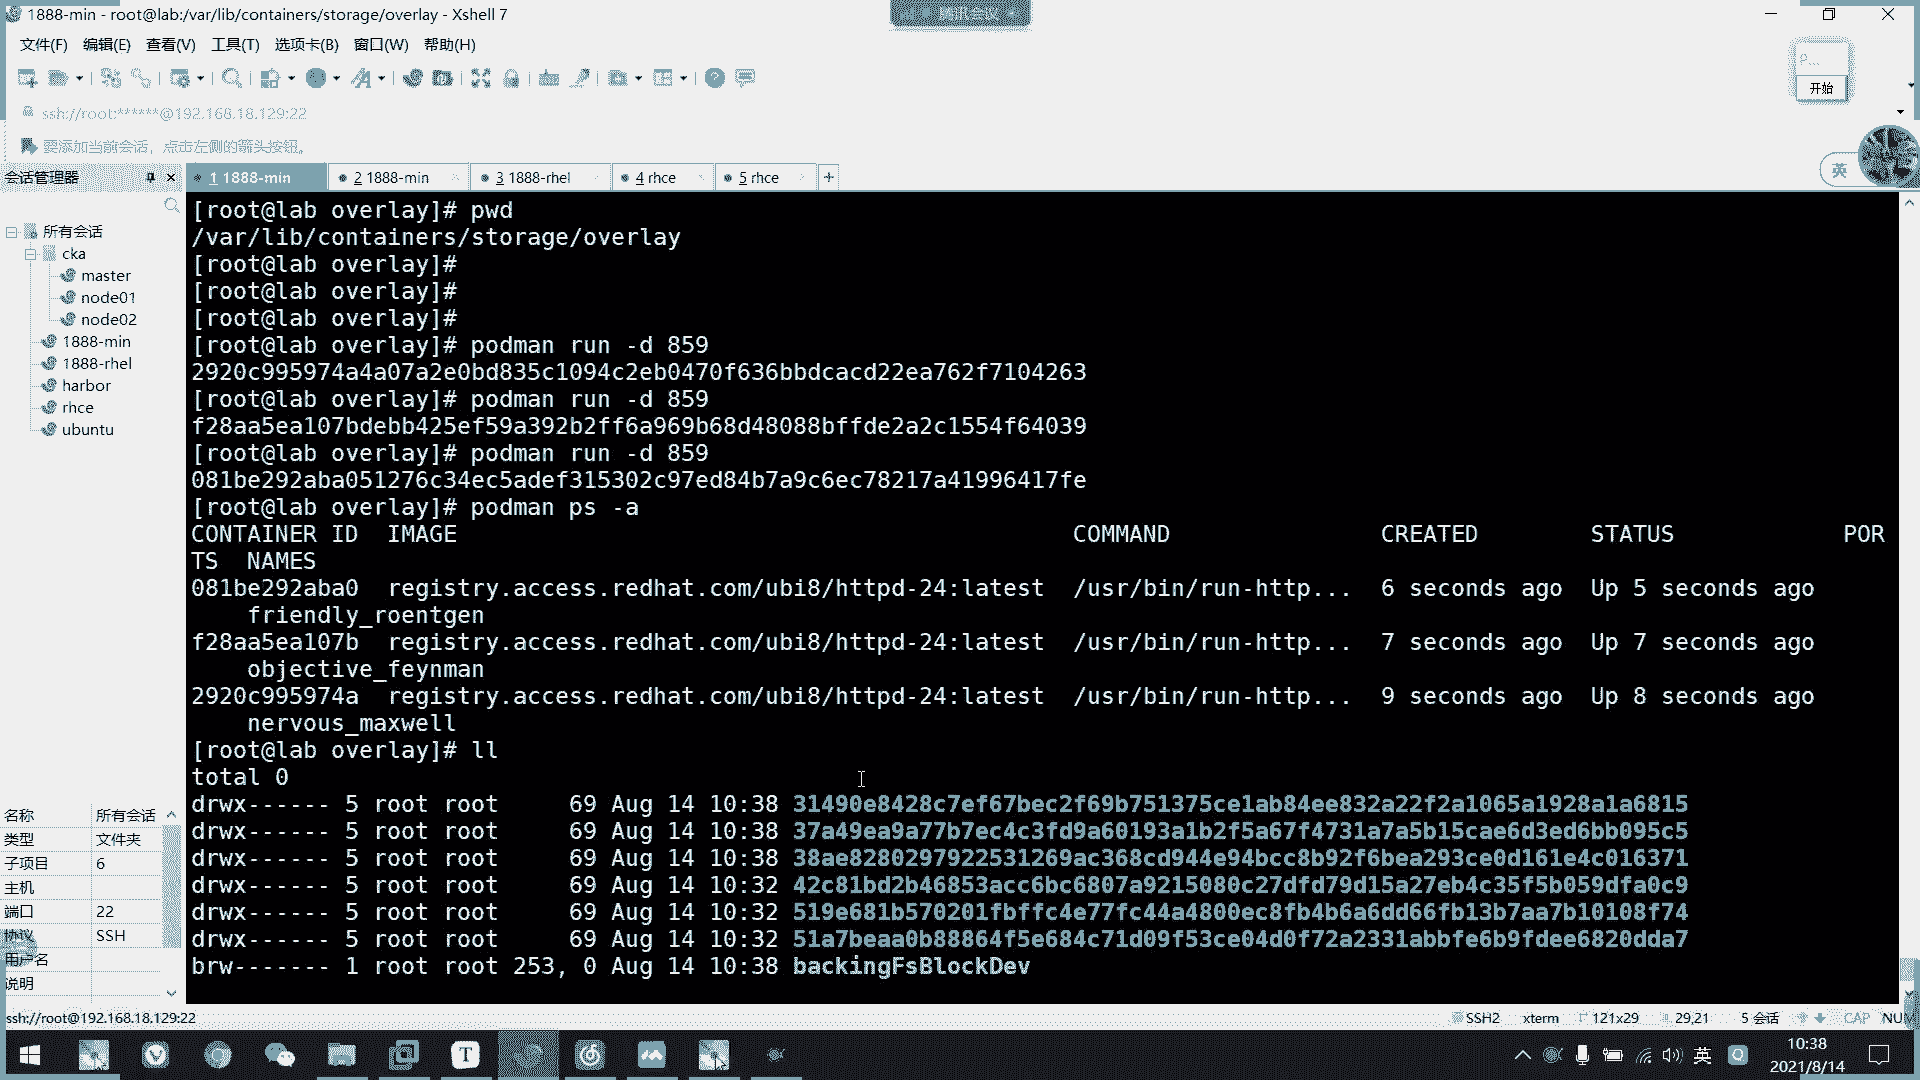 1888-min - root@lab:/var/lib/containers/storage/overlay - Xshell 7
腾讯会议
文件(F) 编辑(E) 查看(V) 工具(T) 选项卡(B) 窗口(W) 帮助(H)
P...
开始
ssh://root:******@192.168.18.129:22
要添加当前会话，点击左侧的箭头按钮。
会话管理器
1 1888-min
2 1888-min
3 1888-rhel
4 rhce
5 rhce
英
所有会话
cka
master
node01
node02
1888-min
1888-rhel
harbor
rhce
ubuntu
[root@lab overlay]# pwd
/var/lib/containers/storage/overlay
[root@lab overlay]#
[root@lab overlay]#
[root@lab overlay]#
[root@lab overlay]# podman run -d 859
2920c995974a4a07a2e0bd835c1094c2eb0470f636bbdcacd22ea762f7104263
[root@lab overlay]# podman run -d 859
f28aa5ea107bdebb425ef59a392b2ff6a969b68d48088bffde2a2c1554f64039
[root@lab overlay]# podman run -d 859
081be292aba051276c34ec5adef315302c97ed84b7a9c6ec78217a41996417fe
[root@lab overlay]# podman ps -a
CONTAINER ID  IMAGE  COMMAND  CREATED  STATUS  POR
TS  NAMES
081be292aba0  registry.access.redhat.com/ubi8/httpd-24:latest  /usr/bin/run-http...  6 seconds ago  Up 5 seconds ago
friendly_roentgen
f28aa5ea107b  registry.access.redhat.com/ubi8/httpd-24:latest  /usr/bin/run-http...  7 seconds ago  Up 7 seconds ago
objective_feynman
2920c995974a  registry.access.redhat.com/ubi8/httpd-24:latest  /usr/bin/run-http...  9 seconds ago  Up 8 seconds ago
nervous_maxwell
[root@lab overlay]# ll
total 0
drwx------ 5 root root     69 Aug 14 10:38 31490e8428c7ef67bec2f69b751375ce1ab84ee832a22f2a1065a1928a1a6815
drwx------ 5 root root     69 Aug 14 10:38 37a49ea9a77b7ec4c3fd9a60193a1b2f5a67f4731a7a5b15cae6d3ed6bb095c5
drwx------ 5 root root     69 Aug 14 10:38 38ae8280297922531269ac368cd944e94bcc8b92f6bea293ce0d161e4c016371
drwx------ 5 root root     69 Aug 14 10:32 42c81bd2b46853acc6bc6807a9215080c27dfd79d15a27eb4c35f5b059dfa0c9
drwx------ 5 root root     69 Aug 14 10:32 519e681b570201fbffc4e77fc44a4800ec8fb4b6a6dd66fb13b7aa7b10108f74
drwx------ 5 root root     69 Aug 14 10:32 51a7beaa0b88864f5e684c71d09f53ce04d0f72a2331abbfe6b9fdee6820dda7
brw------- 1 root root 253, 0 Aug 14 10:38 backingFsBlockDev
名称 所有会话
类型 文件夹
子项目 6
主机
端口 22
协议 SSH
用户名
说明
ssh://root@192.168.18.129:22
SSH2
xterm
121x29
29,21
5 会话
CAP
NUM
英
10:38
2021/8/14